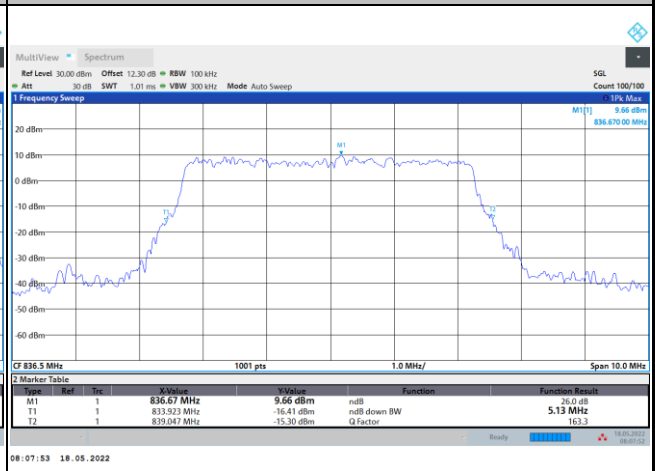 MultiView Spectrum
Ref Level 30.00 dBm Offset 12.30 dB RBW 100 kHz SGL
Att 30 dB SWT 1.01 ms VBW 300 kHz Mode Auto Sweep Count 100/100
1 Frequency Sweep 1Pk Max
M1[1] 9.66 dBm
836.670 00 MHz
20 dBm
M1
10 dBm
0 dBm
-10 dBm
T1 T2
-20 dBm
-30 dBm
-40 dBm
-50 dBm
-60 dBm
CF 836.5 MHz 1001 pts 1.0 MHz/ Span 10.0 MHz
2 Marker Table
Type Ref Trc X-Value Y-Value Function Function Result
M1 1 836.67 MHz 9.66 dBm ndB 26.0 dB
T1 1 833.923 MHz -16.41 dBm ndB down BW 5.13 MHz
T2 1 839.047 MHz -15.30 dBm Q Factor 163.3
Ready 18.05.2022
08:07:52
08:07:53 18.05.2022